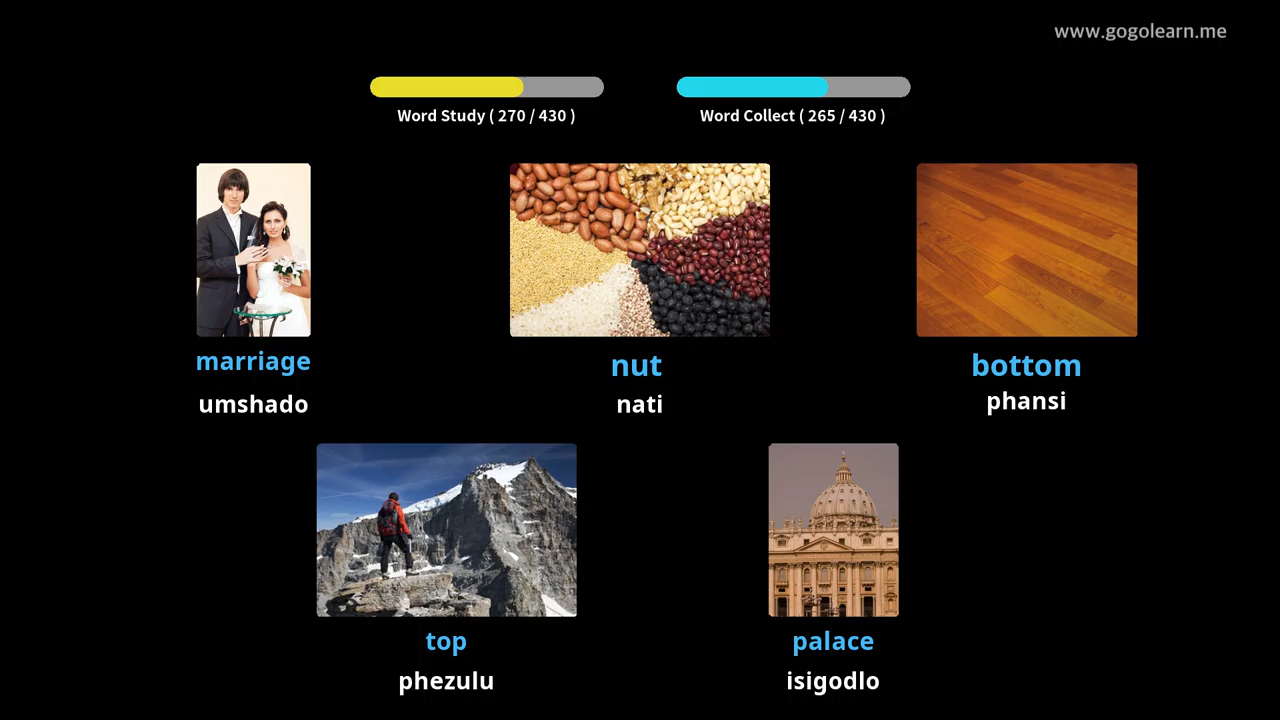 www.gogolearn.me
Word Study ( 270 / 430 )
Word Collect ( 265 / 430 )
marriage
umshado
nut
nati
bottom
phansi
top
phezulu
palace
isigodlo